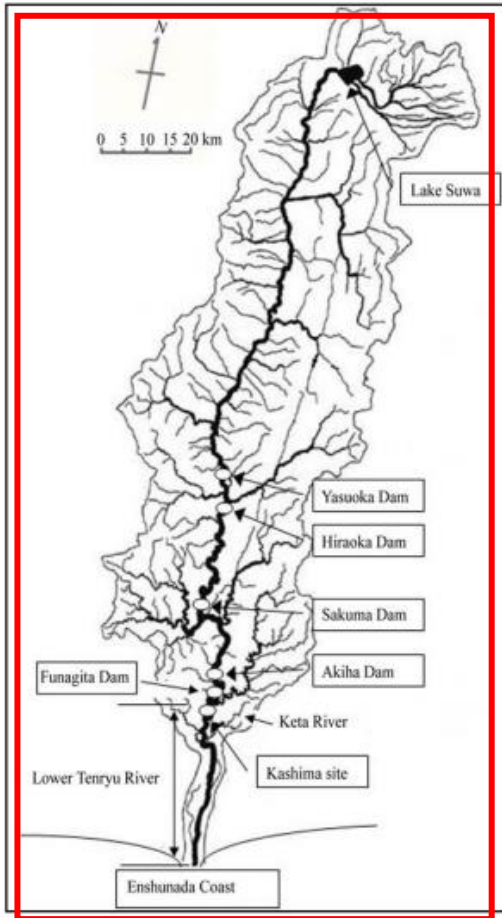 N
0 5 10 15 20 km
Lake Suwa
Yasuoka Dam
Hiraoka Dam
Sakuma Dam
Akiha Dam
Funagita Dam
Keta River
Kashima site
Lower Tenryu River
Enshunada Coast